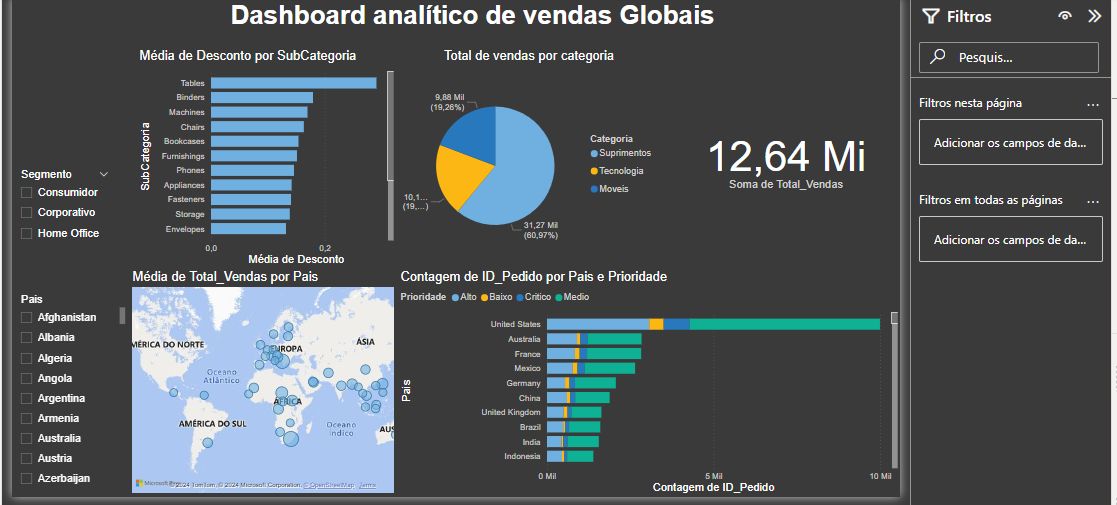 Dashboard analítico de vendas Globais
Filtros
Pesquis...
Filtros nesta página
...
Adicionar os campos de da...
Filtros em todas as páginas
...
Adicionar os campos de da...
Segmento
Consumidor
Corporativo
Home Office
Pais
Afghanistan
Albania
Algeria
Angola
Argentina
Armenia
Australia
Austria
Azerbaijan
Média de Desconto por SubCategoria
SubCategoria
Tables
Binders
Machines
Chairs
Bookcases
Furnishings
Phones
Appliances
Fasteners
Storage
Envelopes
0,0 0,2
Média de Desconto
Total de vendas por categoria
9,88 Mil
(19,26%)
10,1...
(19,...)
31,27 Mil
(60,97%)
Categoria
Suprimentos
Tecnologia
Moveis
12,64 Mi
Soma de Total_Vendas
Média de Total_Vendas por Pais
AMÉRICA DO NORTE
EUROPA
ÁSIA
Oceano
Atlântico
ÁFRICA
AMÉRICA DO SUL
Oceano
Índico
AUS
Microsoft Bing
© 2024 TomTom, © 2024 Microsoft Corporation, © OpenStreetMap Terms
Contagem de ID_Pedido por Pais e Prioridade
Prioridade Alto Baixo Critico Medio
Pais
United States
Australia
France
Mexico
Germany
China
United Kingdom
Brazil
India
Indonesia
0 Mil 5 Mil 10 Mil
Contagem de ID_Pedido